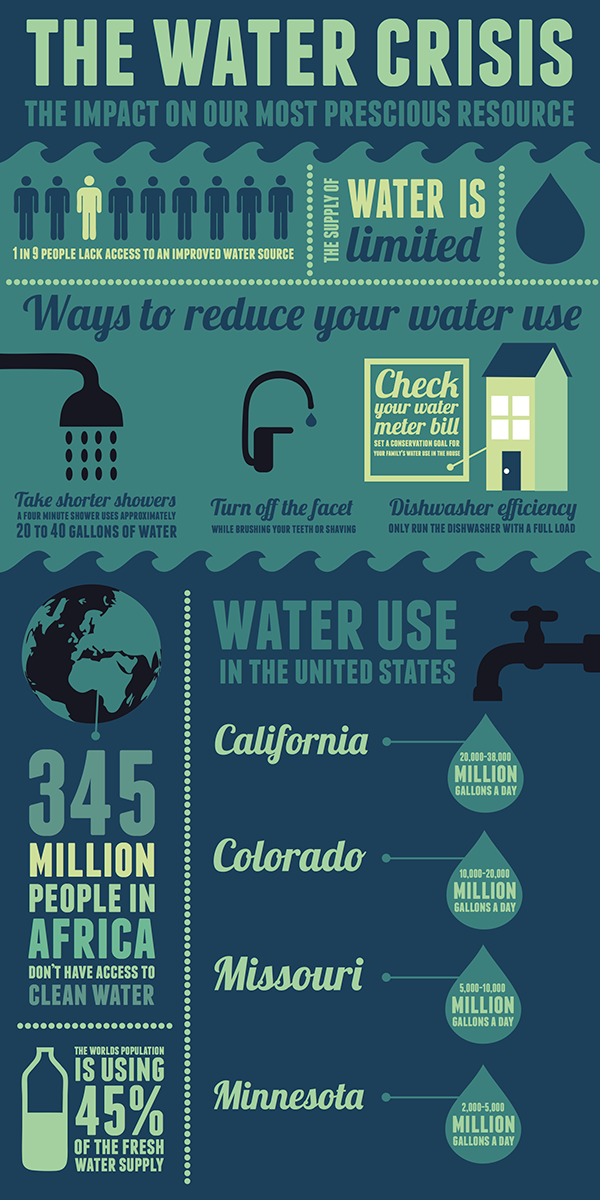 THE WATER CRISIS
THE IMPACT ON OUR MOST PRESCIOUS RESOURCE
1 IN 9 PEOPLE LACK ACCESS TO AN IMPROVED WATER SOURCE
THE SUPPLY OF
WATER IS
limited
Ways to reduce your water use
Take shorter showers
A FOUR MINUTE SHOWER USES APPROXIMATELY
20 TO 40 GALLONS OF WATER
Turn off the facet
WHILE BRUSHING YOUR TEETH OR SHAVING
Check
your water
meter bill
SET A CONSERVATION GOAL FOR
YOUR FAMILY'S WATER USE IN THE HOUSE
Dishwasher efficiency
ONLY RUN THE DISHWASHER WITH A FULL LOAD
345
MILLION
PEOPLE IN
AFRICA
DON'T HAVE ACCESS TO
CLEAN WATER
THE WORLDS POPULATION
IS USING
45%
OF THE FRESH
WATER SUPPLY
WATER USE
IN THE UNITED STATES
California
20,000-38,000
MILLION
GALLONS A DAY
Colorado
10,000-20,000
MILLION
GALLONS A DAY
Missouri
5,000-10,000
MILLION
GALLONS A DAY
Minnesota
2,000-5,000
MILLION
GALLONS A DAY